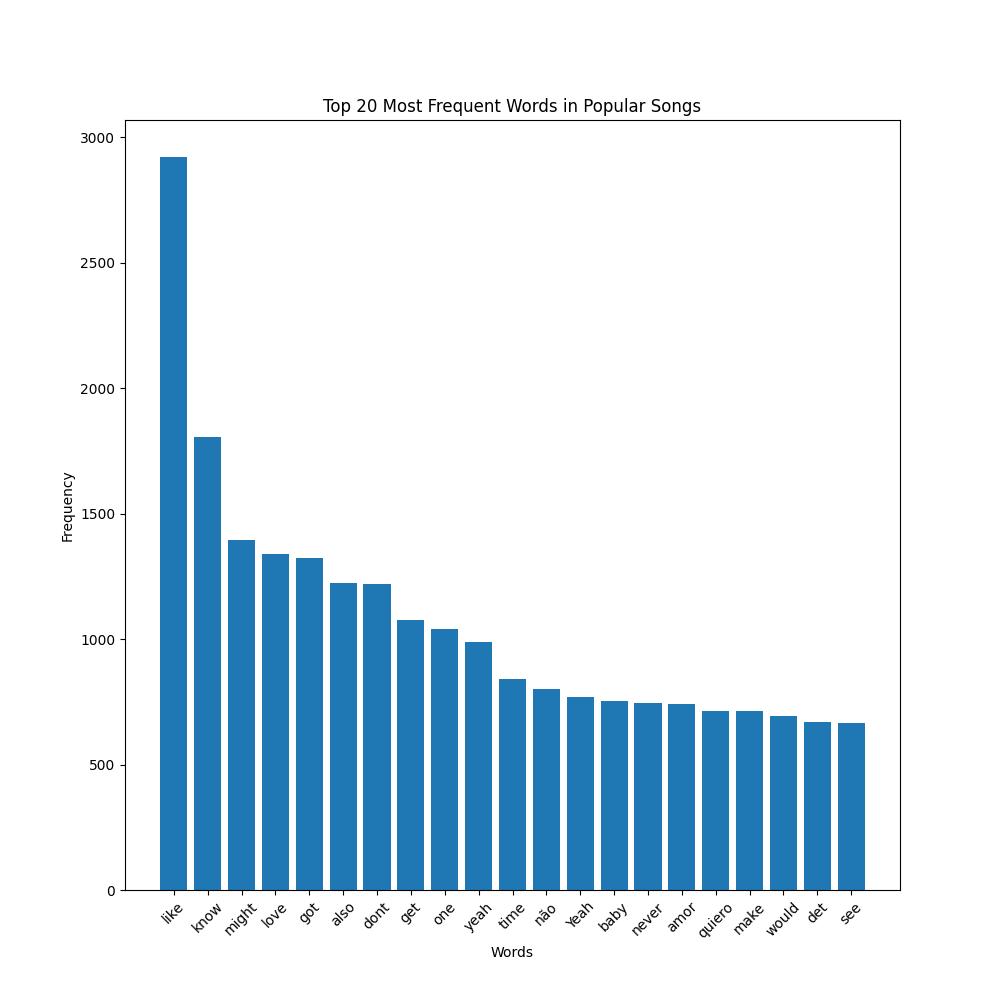 Top 20 Most Frequent Words in Popular Songs
3000
2500
2000
1500
1000
500
0
Frequency
like know might love got also dont get one yeah time não Yeah baby never amor quiero make would det see
Words